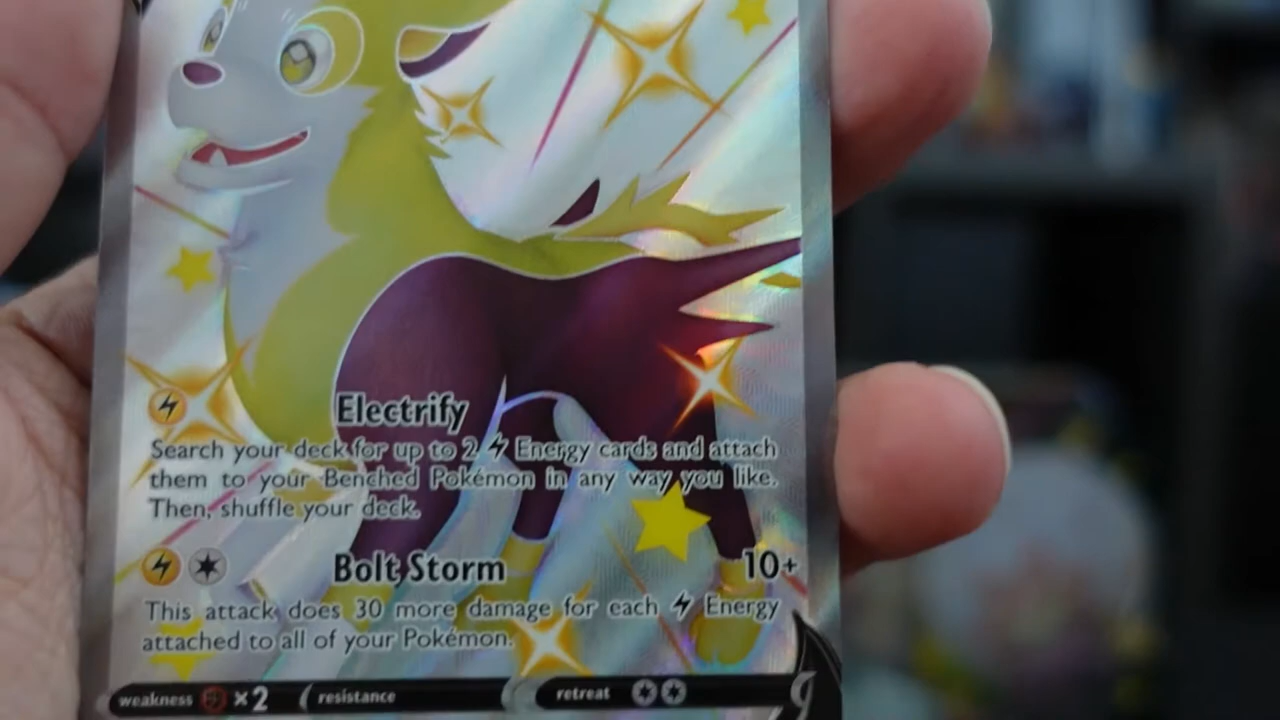 Electrify
Search your deck for up to 2 Energy cards and attach
them to your Benched Pokémon in any way you like.
Then, shuffle your deck.
Bolt Storm 10+
This attack does 30 more damage for each Energy
attached to all of your Pokémon.
weakness ×2 resistance retreat